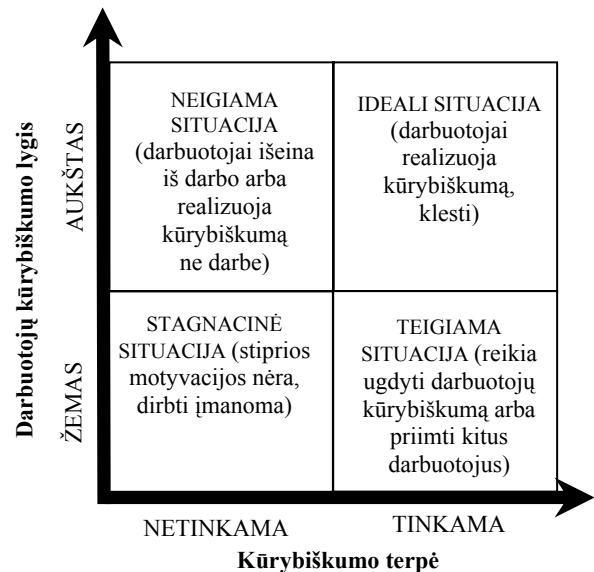 Darbuotojų kūrybiškumo lygis
AUKŠTAS
ŽEMAS
NEIGIAMA
SITUACIJA
(darbuotojai išeina
iš darbo arba
realizuoja
kūrybiškumą
ne darbe)
IDEALI SITUACIJA
(darbuotojai
realizuoja
kūrybiškumą,
klesti)
STAGNACINĖ
SITUACIJA (stiprios
motyvacijos nėra,
dirbti įmanoma)
TEIGIAMA
SITUACIJA (reikia
ugdyti darbuotojų
kūrybiškumą arba
priimti kitus
darbuotojus)
NETINKAMA
TINKAMA
Kūrybiškumo terpė